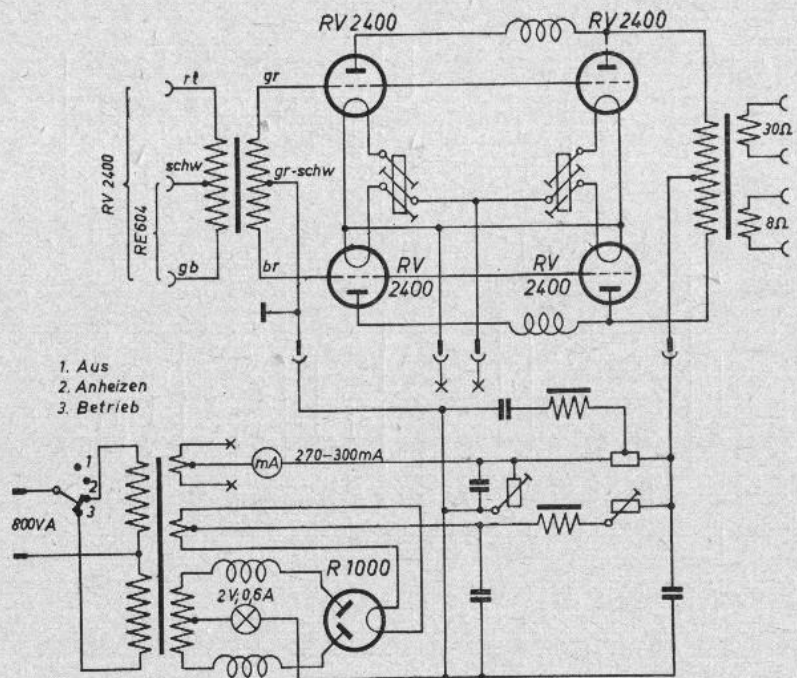 RV 2400
RV 2400
rt
gr
schw
gr-schw
RV 2400
RE 604
gb
br
RV
2400
RV
2400
30Ω
8Ω
1. Aus
2. Anheizen
3. Betrieb
1
2
3
800VA
mA
270-300mA
R 1000
2V; 0,6A